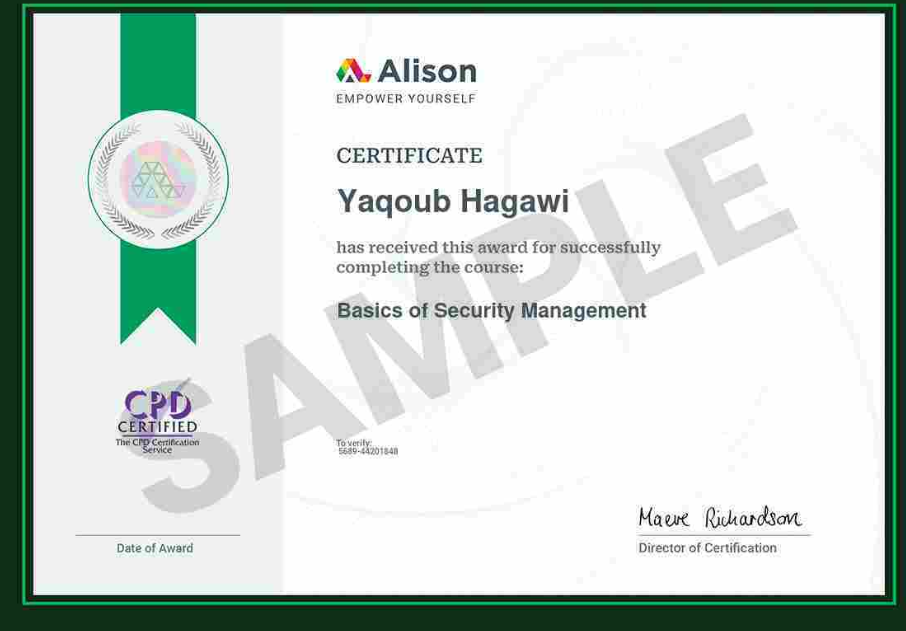 Alison
EMPOWER YOURSELF
CERTIFICATE
Yaqoub Hagawi
has received this award for successfully
completing the course:
Basics of Security Management
SAMPLE
CPD
CERTIFIED
The CPD Certification
Service
To verify:
5689-44201848
Maeve Richardson
Date of Award
Director of Certification